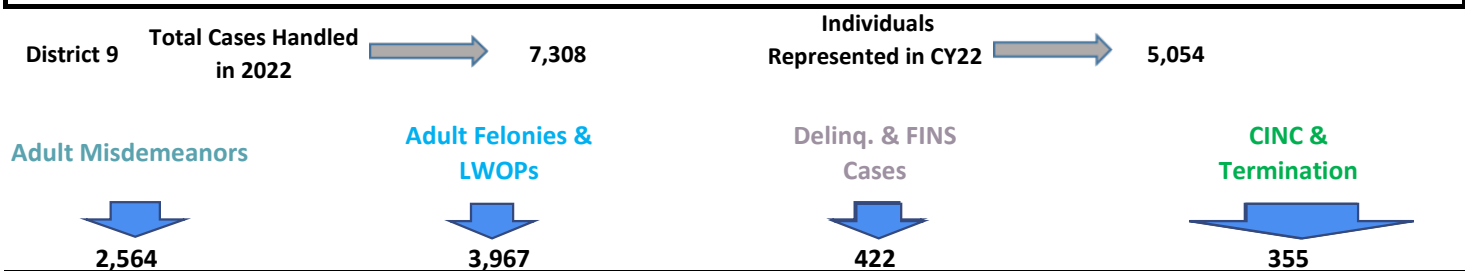 District 9
Total Cases Handled
in 2022
7,308
Individuals
Represented in CY22
5,054
Adult Misdemeanors
Adult Felonies &
LWOPs
Delinq. & FINS
Cases
CINC &
Termination
2,564
3,967
422
355